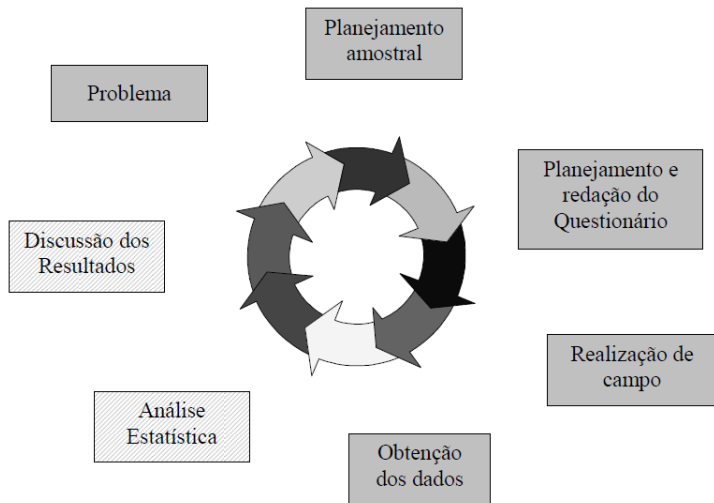 Planejamento
amostral
Problema
Planejamento e
redação do
Questionário
Discussão dos
Resultados
Realização de
campo
Análise
Estatística
Obtenção
dos dados